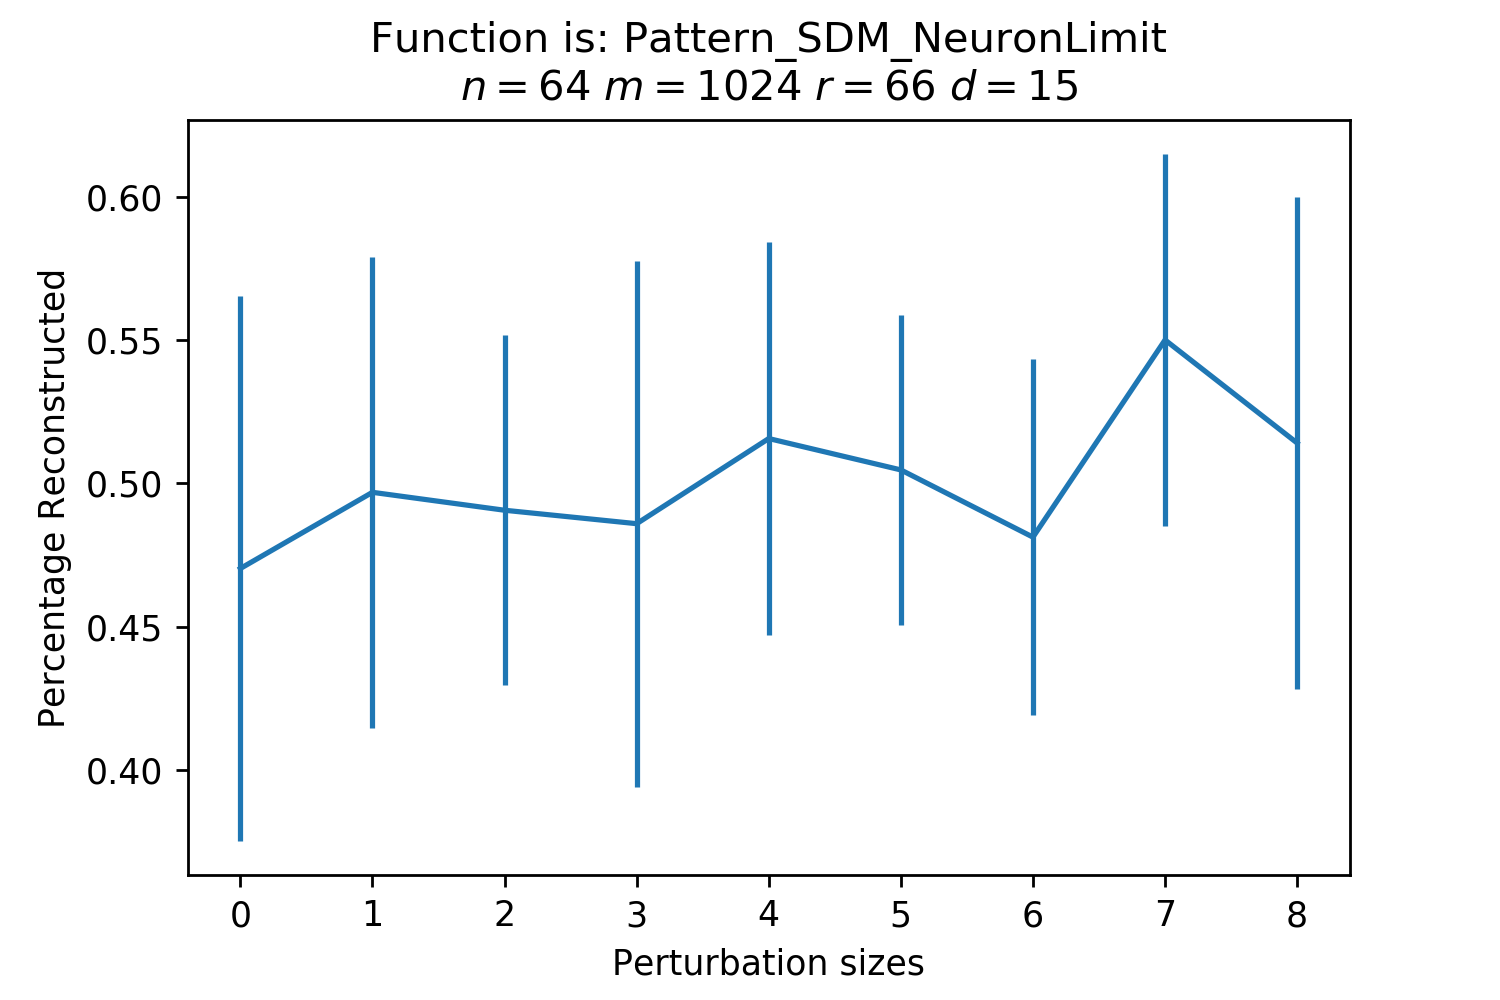 Function is: Pattern_SDM_NeuronLimit
n = 64 m = 1024 r = 66 d = 15
Percentage Reconstructed
0.60
0.55
0.50
0.45
0.40
0 1 2 3 4 5 6 7 8
Perturbation sizes